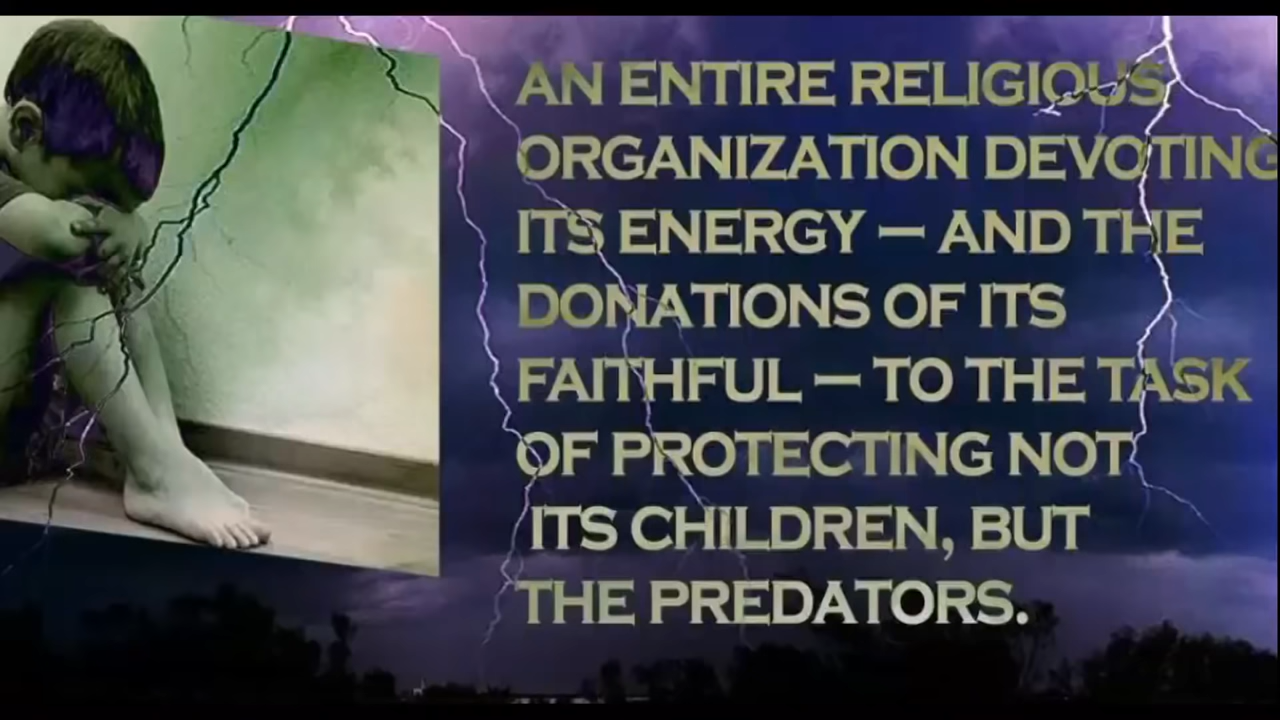 AN ENTIRE RELIGIOUS
ORGANIZATION DEVOTING
ITS ENERGY — AND THE
DONATIONS OF ITS
FAITHFUL — TO THE TASK
OF PROTECTING NOT
ITS CHILDREN, BUT
THE PREDATORS.